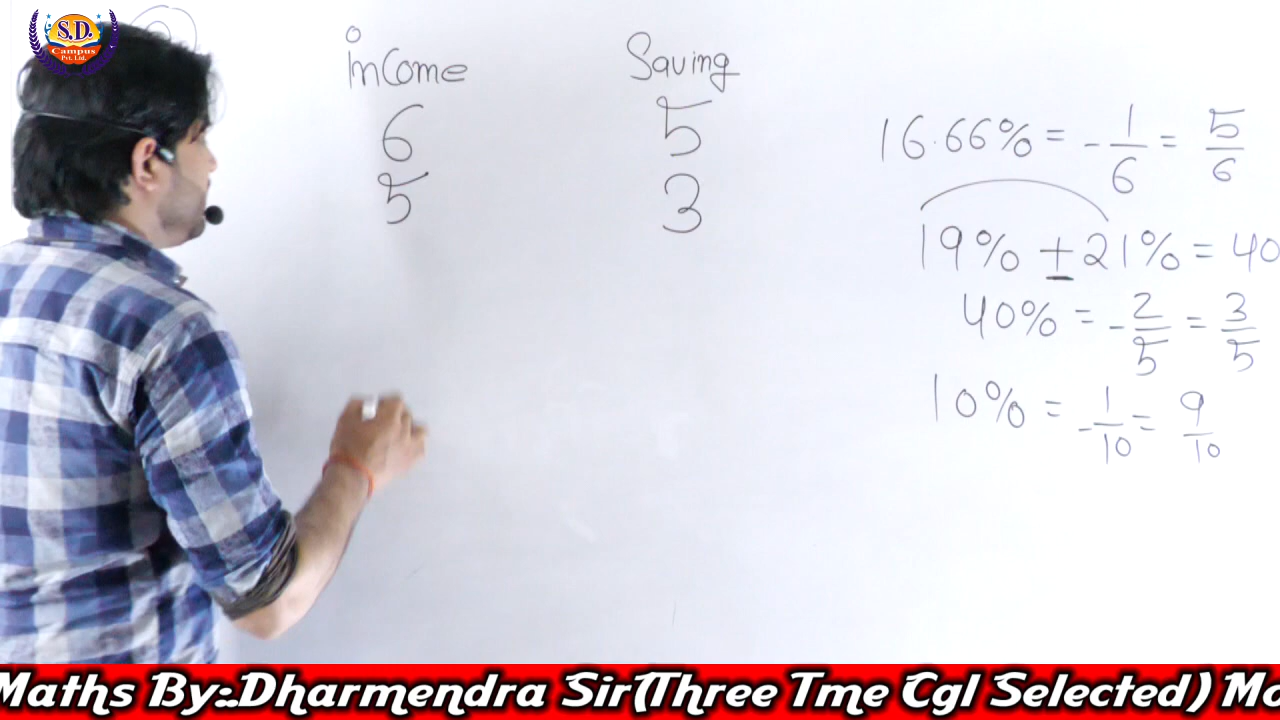 S.D.
Campus
Pvt. Ltd.
Income Saving
6 5
5 3
16.66% = -1/6 = 5/6
19% + 21% = 40
40% = -2/5 = 3/5
10% = -1/10 = 9/10
Maths By:-Dharmendra Sir(Three Tme Cgl Selected) Mo